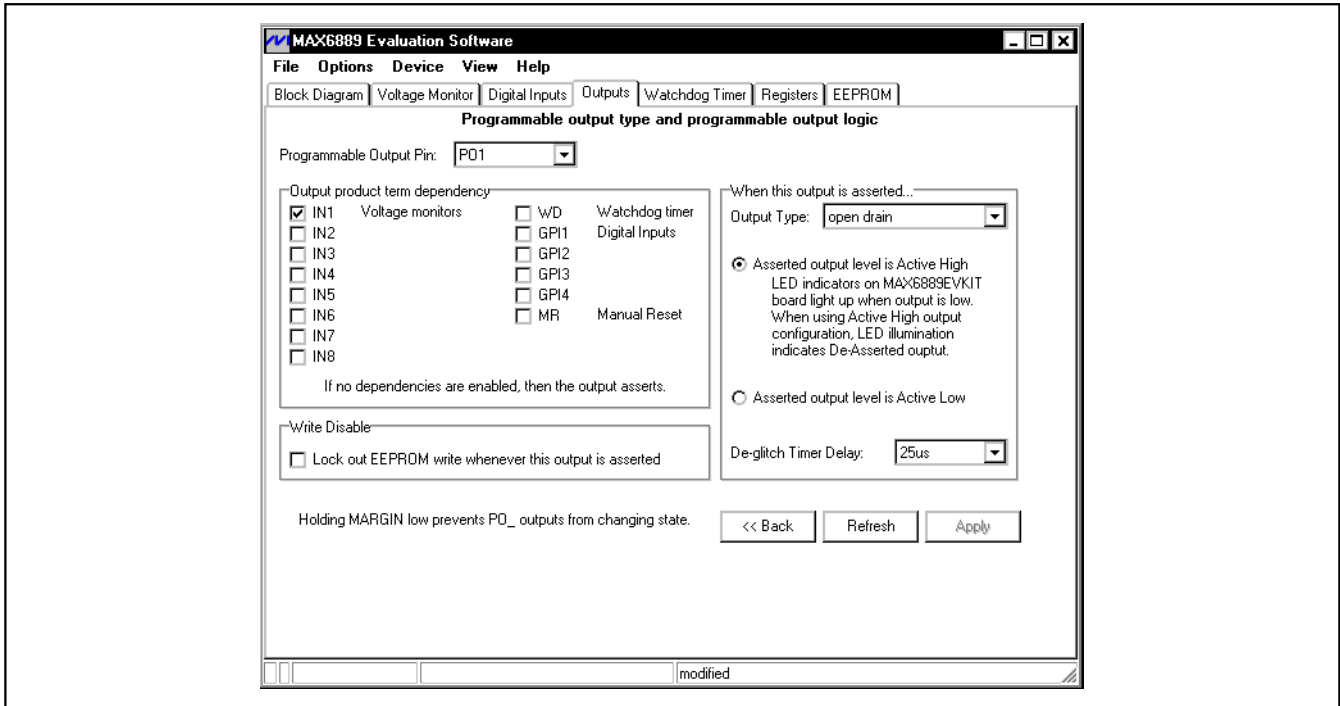 MAX6889 Evaluation Software
File Options Device View Help
Block Diagram Voltage Monitor Digital Inputs Outputs Watchdog Timer Registers EEPROM
Programmable output type and programmable output logic
Programmable Output Pin: PO1
Output product term dependency
IN1 Voltage monitors
IN2
IN3
IN4
IN5
IN6
IN7
IN8
WD Watchdog timer
GPI1 Digital Inputs
GPI2
GPI3
GPI4
MR Manual Reset
If no dependencies are enabled, then the output asserts.
Write Disable
Lock out EEPROM write whenever this output is asserted
When this output is asserted...
Output Type: open drain
Asserted output level is Active High
LED indicators on MAX6889EVKIT
board light up when output is low.
When using Active High output
configuration, LED illumination
indicates De-Asserted ouptut.
Asserted output level is Active Low
De-glitch Timer Delay: 25us
Holding MARGIN low prevents PO_ outputs from changing state.
<< Back Refresh Apply
modified